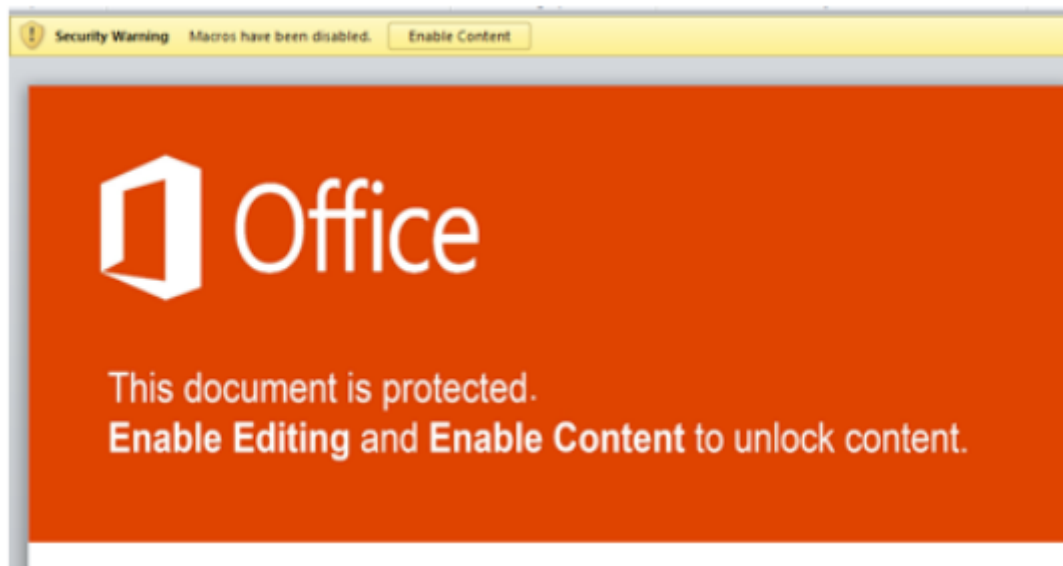 Security Warning Macros have been disabled. Enable Content
Office
This document is protected.
Enable Editing and Enable Content to unlock content.